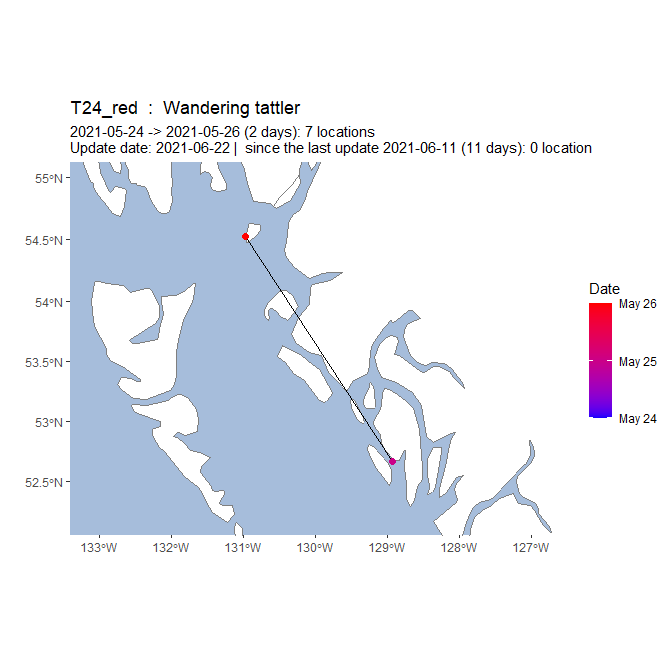 T24_red : Wandering tattler
2021-05-24 -> 2021-05-26 (2 days): 7 locations
Update date: 2021-06-22 | since the last update 2021-06-11 (11 days): 0 location
55°N
54.5°N
54°N
53.5°N
53°N
52.5°N
133°W 132°W 131°W 130°W 129°W 128°W 127°W
Date
May 26
May 25
May 24